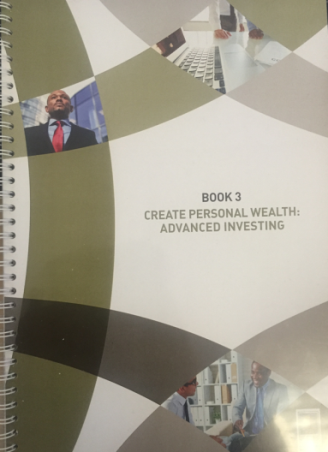 BOOK 3
CREATE PERSONAL WEALTH:
ADVANCED INVESTING